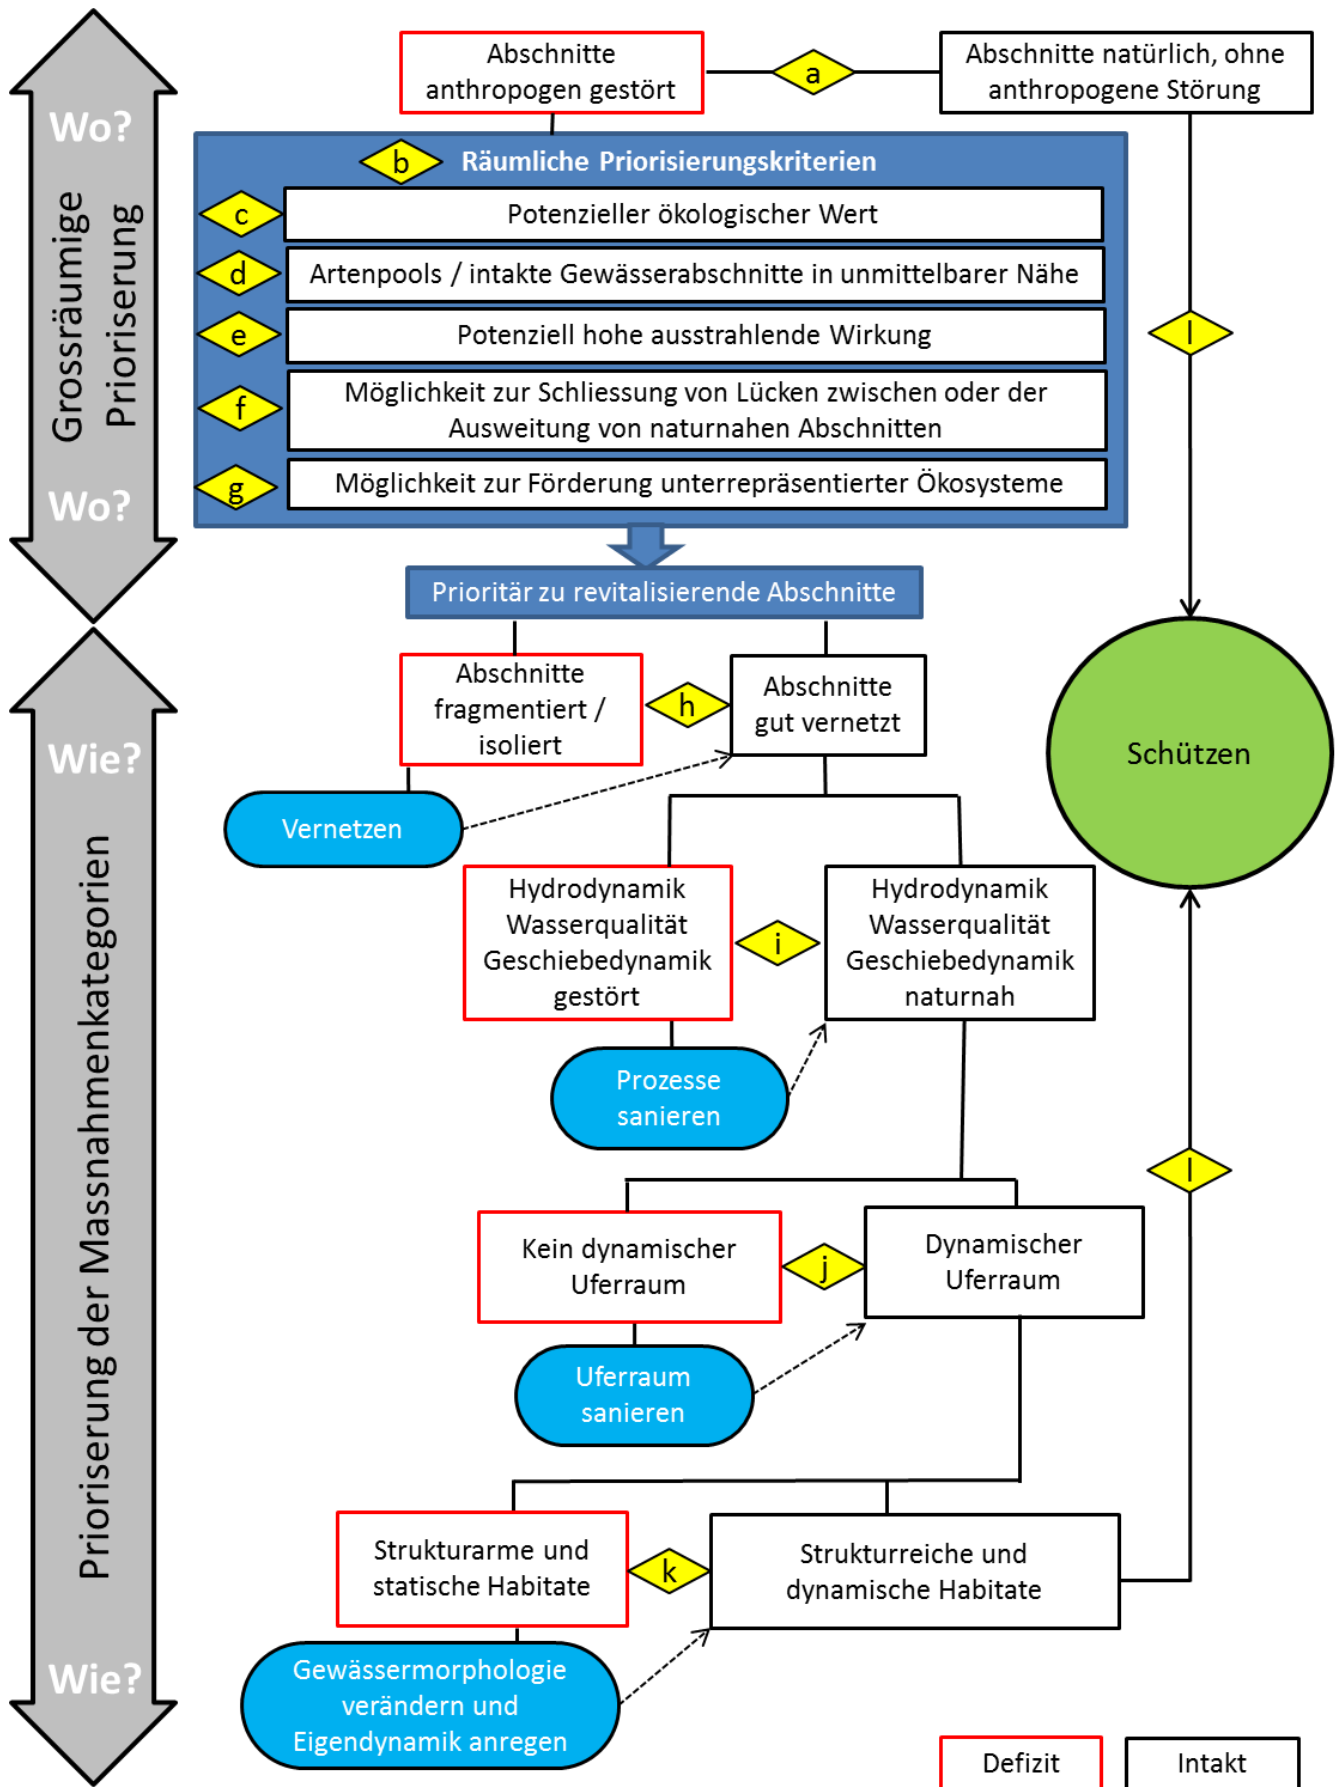 Abschnitte
anthropogen gestört
a
Abschnitte natürlich, ohne
anthropogene Störung
Wo?
Grossräumige
Priorisierung
Wo?
b
Räumliche Priorisierungskriterien
c
Potenzieller ökologischer Wert
d
Artenpools / intakte Gewässerabschnitte in unmittelbarer Nähe
e
Potenziell hohe ausstrahlende Wirkung
f
Möglichkeit zur Schliessung von Lücken zwischen oder der
Ausweitung von naturnahen Abschnitten
g
Möglichkeit zur Förderung unterrepräsentierter Ökosysteme
l
Prioritär zu revitalisierende Abschnitte
Wie?
Priorisierung der Massnahmenkategorien
Wie?
Abschnitte
fragmentiert /
isoliert
h
Abschnitte
gut vernetzt
Schützen
Vernetzen
Hydrodynamik
Wasserqualität
Geschiebedynamik
gestört
i
Hydrodynamik
Wasserqualität
Geschiebedynamik
naturnah
Prozesse
sanieren
l
Kein dynamischer
Uferraum
j
Dynamischer
Uferraum
Uferraum
sanieren
Strukturarme und
statische Habitate
k
Strukturreiche und
dynamische Habitate
Gewässermorphologie
verändern und
Eigendynamik anregen
Defizit
Intakt